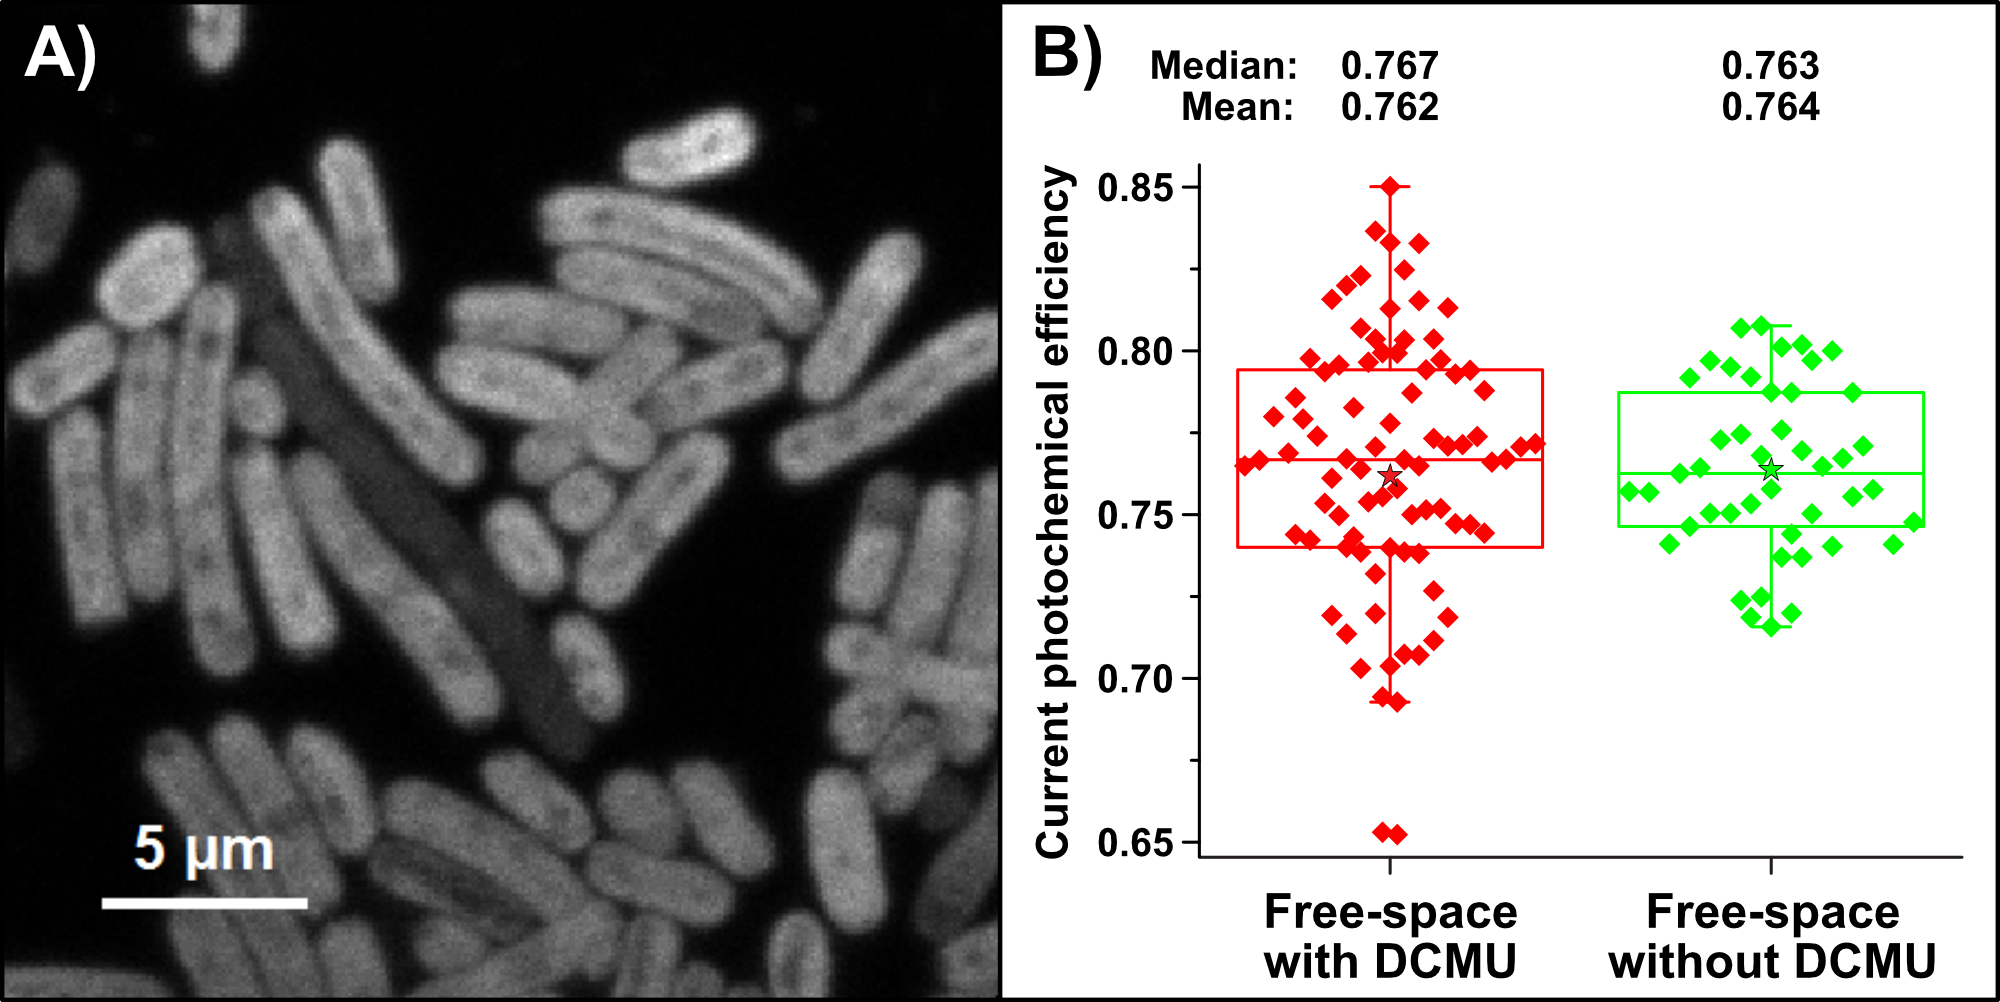 A)
5 µm
B)
Median: 0.767 0.763
Mean: 0.762 0.764
Current photochemical efficiency
0.85
0.80
0.75
0.70
0.65
Free-space
with DCMU
Free-space
without DCMU